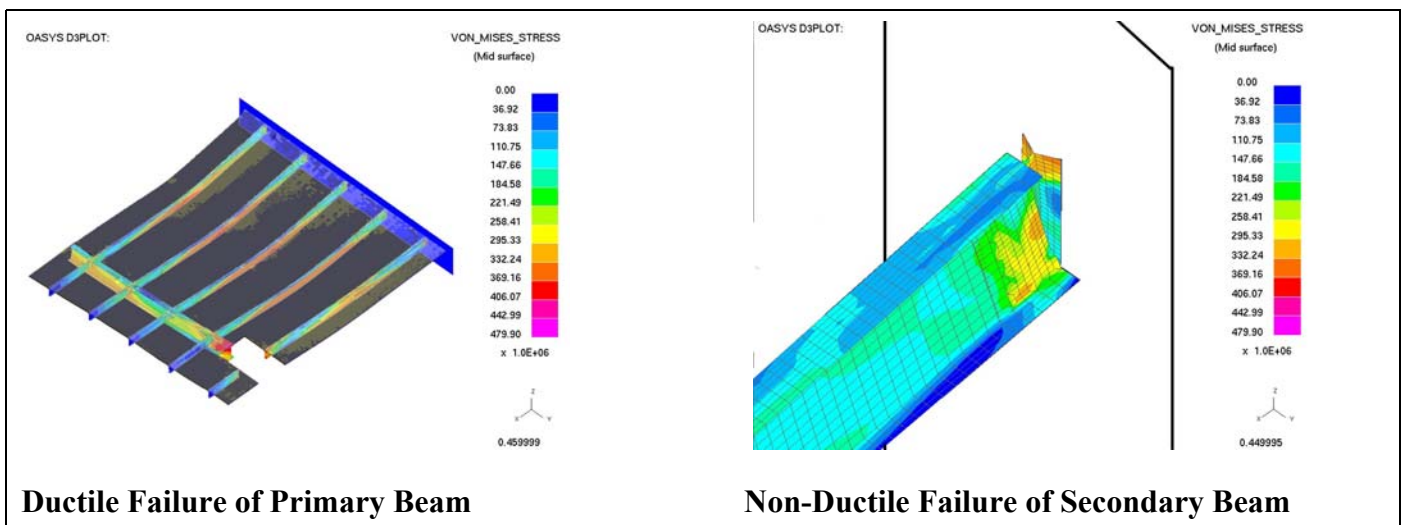 OASYS D3PLOT:
VON_MISES_STRESS
(Mid surface)
0.00
36.92
73.83
110.75
147.66
184.58
221.49
258.41
295.33
332.24
369.16
406.07
442.99
479.90
x 1.0E+06
Z
X Y
0.459999
Ductile Failure of Primary Beam
OASYS D3PLOT:
VON_MISES_STRESS
(Mid surface)
0.00
36.92
73.83
110.75
147.66
184.58
221.49
258.41
295.33
332.24
369.16
406.07
442.99
479.90
x 1.0E+06
Z
X Y
0.449995
Non-Ductile Failure of Secondary Beam